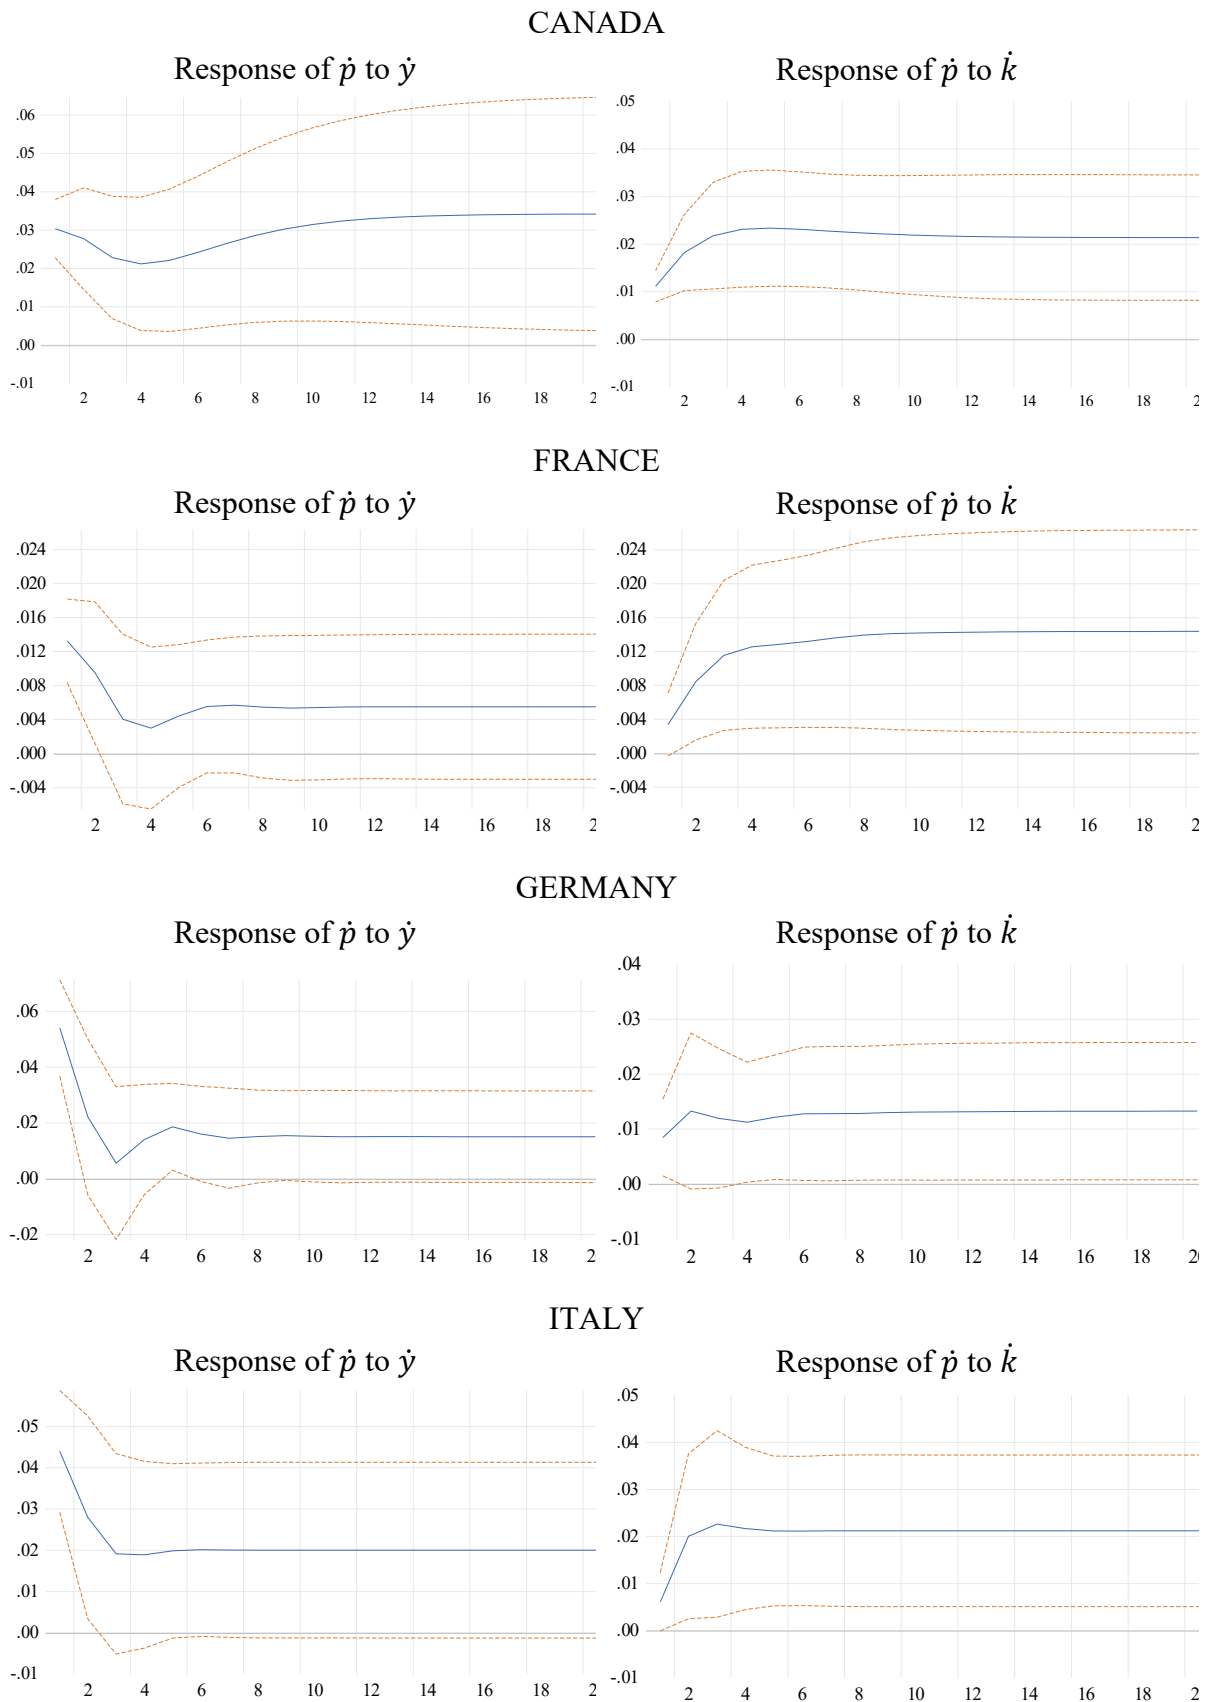 CANADA
Response of ṗ to ẏ
Response of ṗ to k̇
.06
.05
.04
.03
.02
.01
.00
-.01
2 4 6 8 10 12 14 16 18 2
.05
.04
.03
.02
.01
.00
-.01
2 4 6 8 10 12 14 16 18 2
FRANCE
Response of ṗ to ẏ
Response of ṗ to k̇
.024
.020
.016
.012
.008
.004
.000
-.004
2 4 6 8 10 12 14 16 18 2
.024
.020
.016
.012
.008
.004
.000
-.004
2 4 6 8 10 12 14 16 18 2
GERMANY
Response of ṗ to ẏ
Response of ṗ to k̇
.06
.04
.02
.00
-.02
2 4 6 8 10 12 14 16 18 2
.04
.03
.02
.01
.00
-.01
2 4 6 8 10 12 14 16 18 20
ITALY
Response of ṗ to ẏ
Response of ṗ to k̇
.05
.04
.03
.02
.01
.00
-.01
2 4 6 8 10 12 14 16 18 2
.05
.04
.03
.02
.01
.00
-.01
2 4 6 8 10 12 14 16 18 2